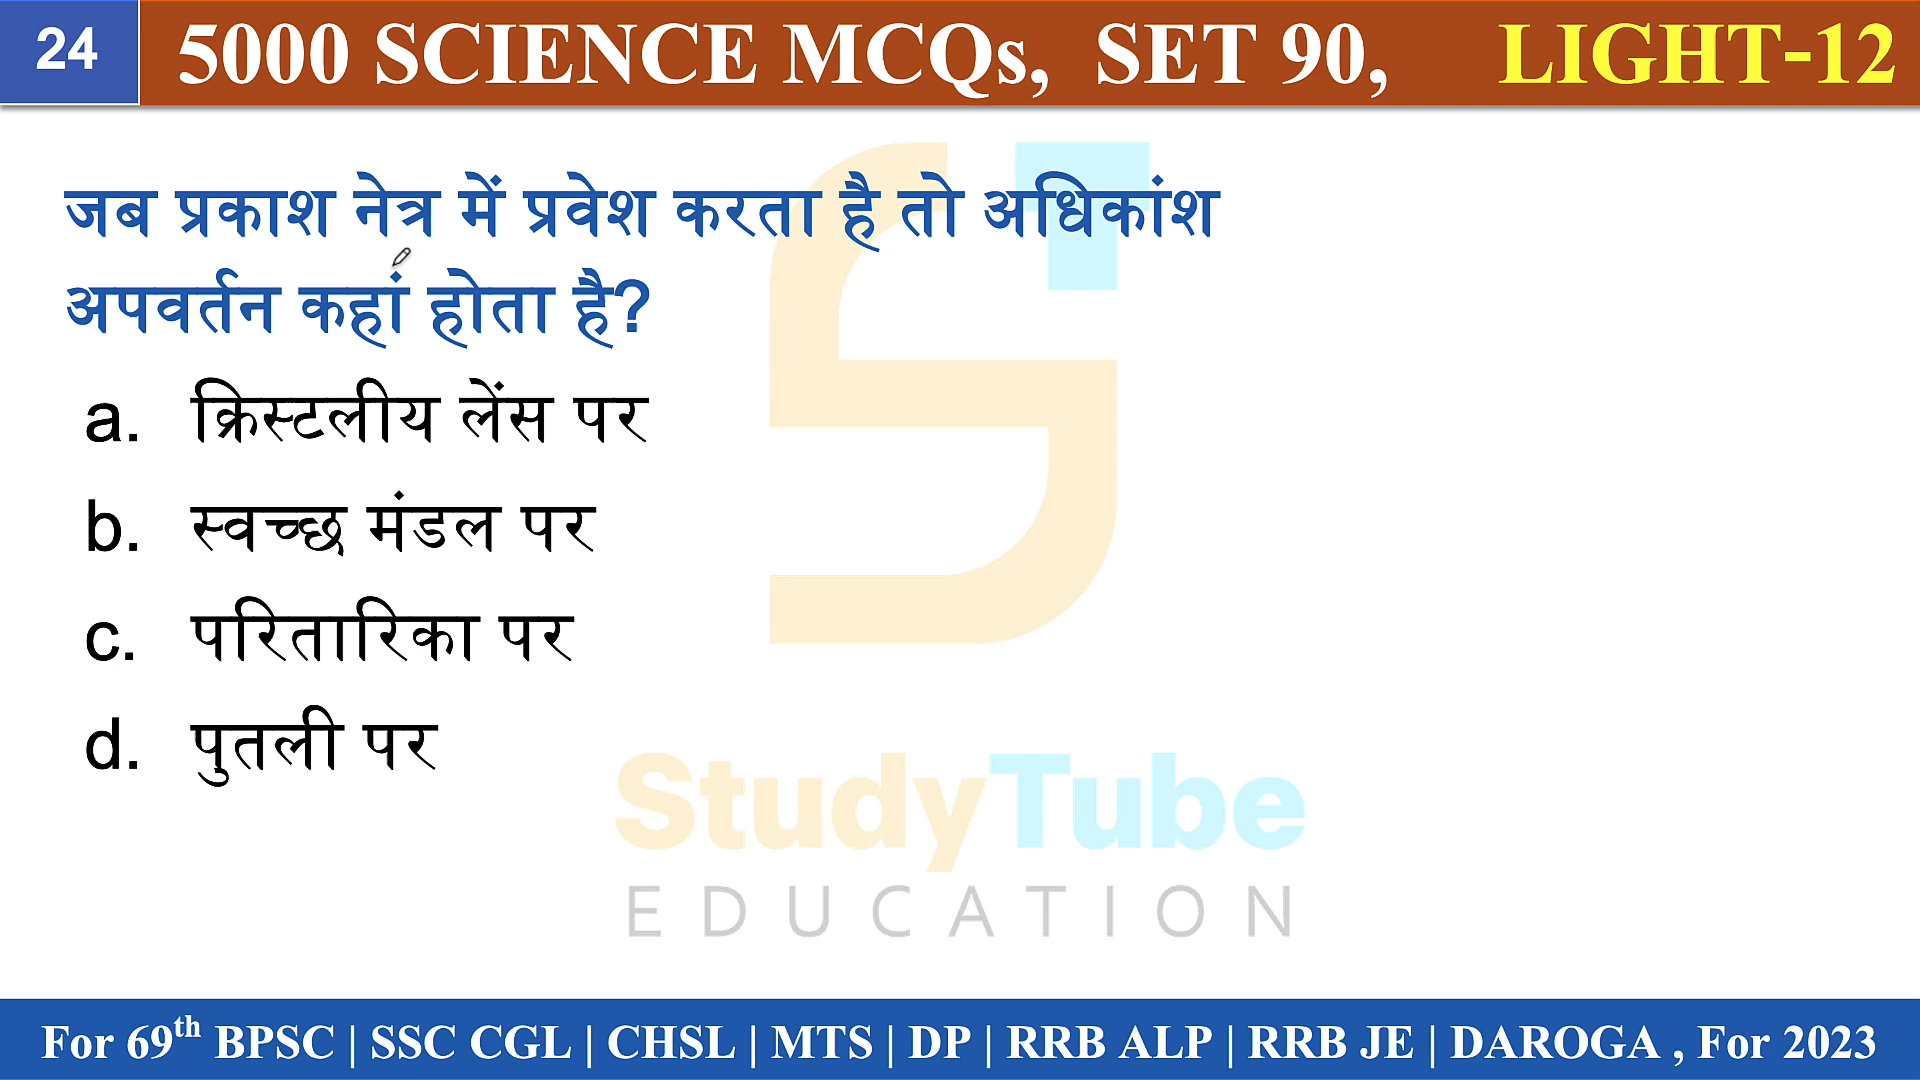 24
5000 SCIENCE MCQs, SET 90, LIGHT-12
जब प्रकाश नेत्र में प्रवेश करता है तो अधिकांश
अपवर्तन कहां होता है?
a. क्रिस्टलीय लेंस पर
b. स्वच्छ मंडल पर
c. परितारिका पर
d. पुतली पर
StudyTube
EDUCATION
For 69th BPSC | SSC CGL | CHSL | MTS | DP | RRB ALP | RRB JE | DAROGA , For 2023